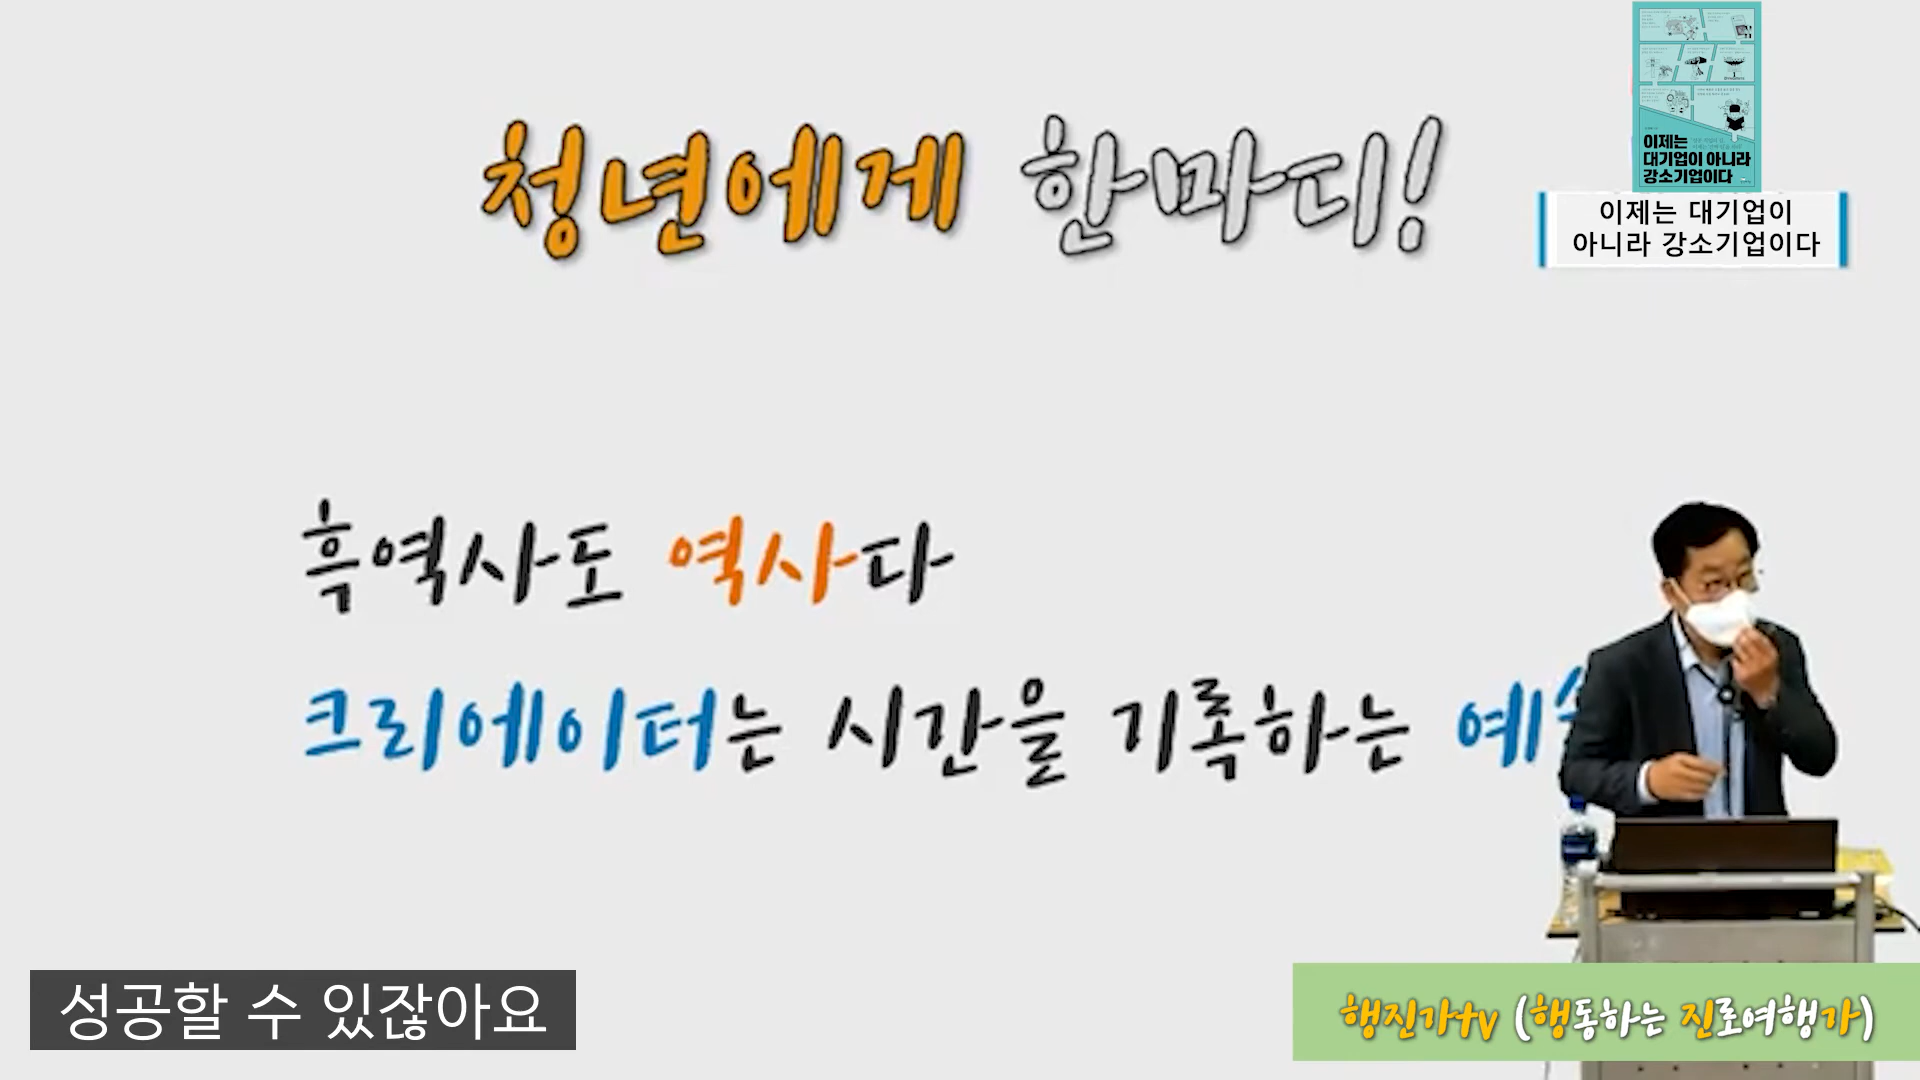 청년에게 한마디!
이제는
대기업이 아니라
강소기업이다
이제는 대기업이
아니라 강소기업이다
흑역사도 역사다
크리에이터는 시간을 기록하는
성공할 수 있잖아요
행진가tv (행동하는 진로여행가)